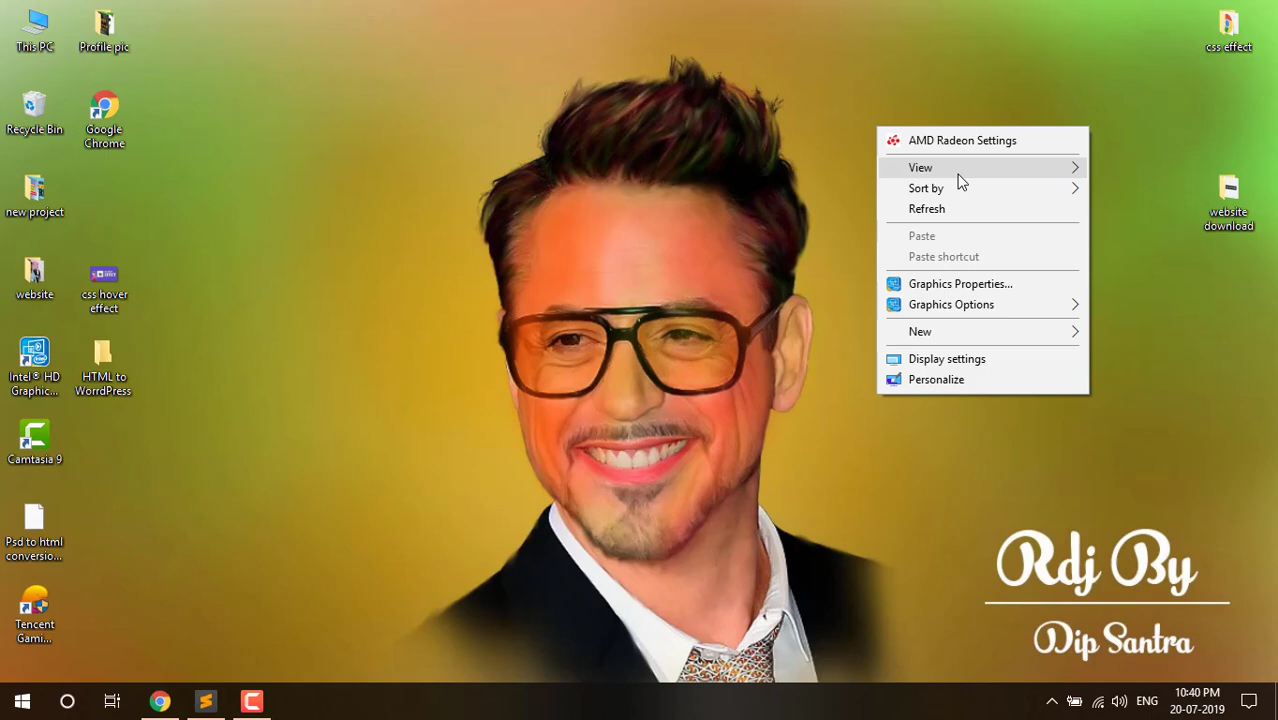 This PC
Profile pic
Recycle Bin
Google
Chrome
new project
website
css hover
effect
Intel® HD
Graphic...
HTML to
WorrdPress
Camtasia 9
Psd to html
conversio...
Tencent
Gami...
css effect
website
download
AMD Radeon Settings
View
Sort by
Refresh
Paste
Paste shortcut
Graphics Properties...
Graphics Options
New
Display settings
Personalize
Rdj By
Dip Santra
ENG
10:40 PM
20-07-2019